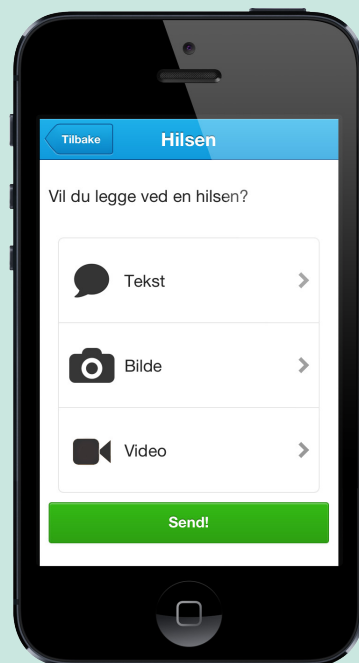 Tilbake
Hilsen
Vil du legge ved en hilsen?
Tekst
Bilde
Video
Send!